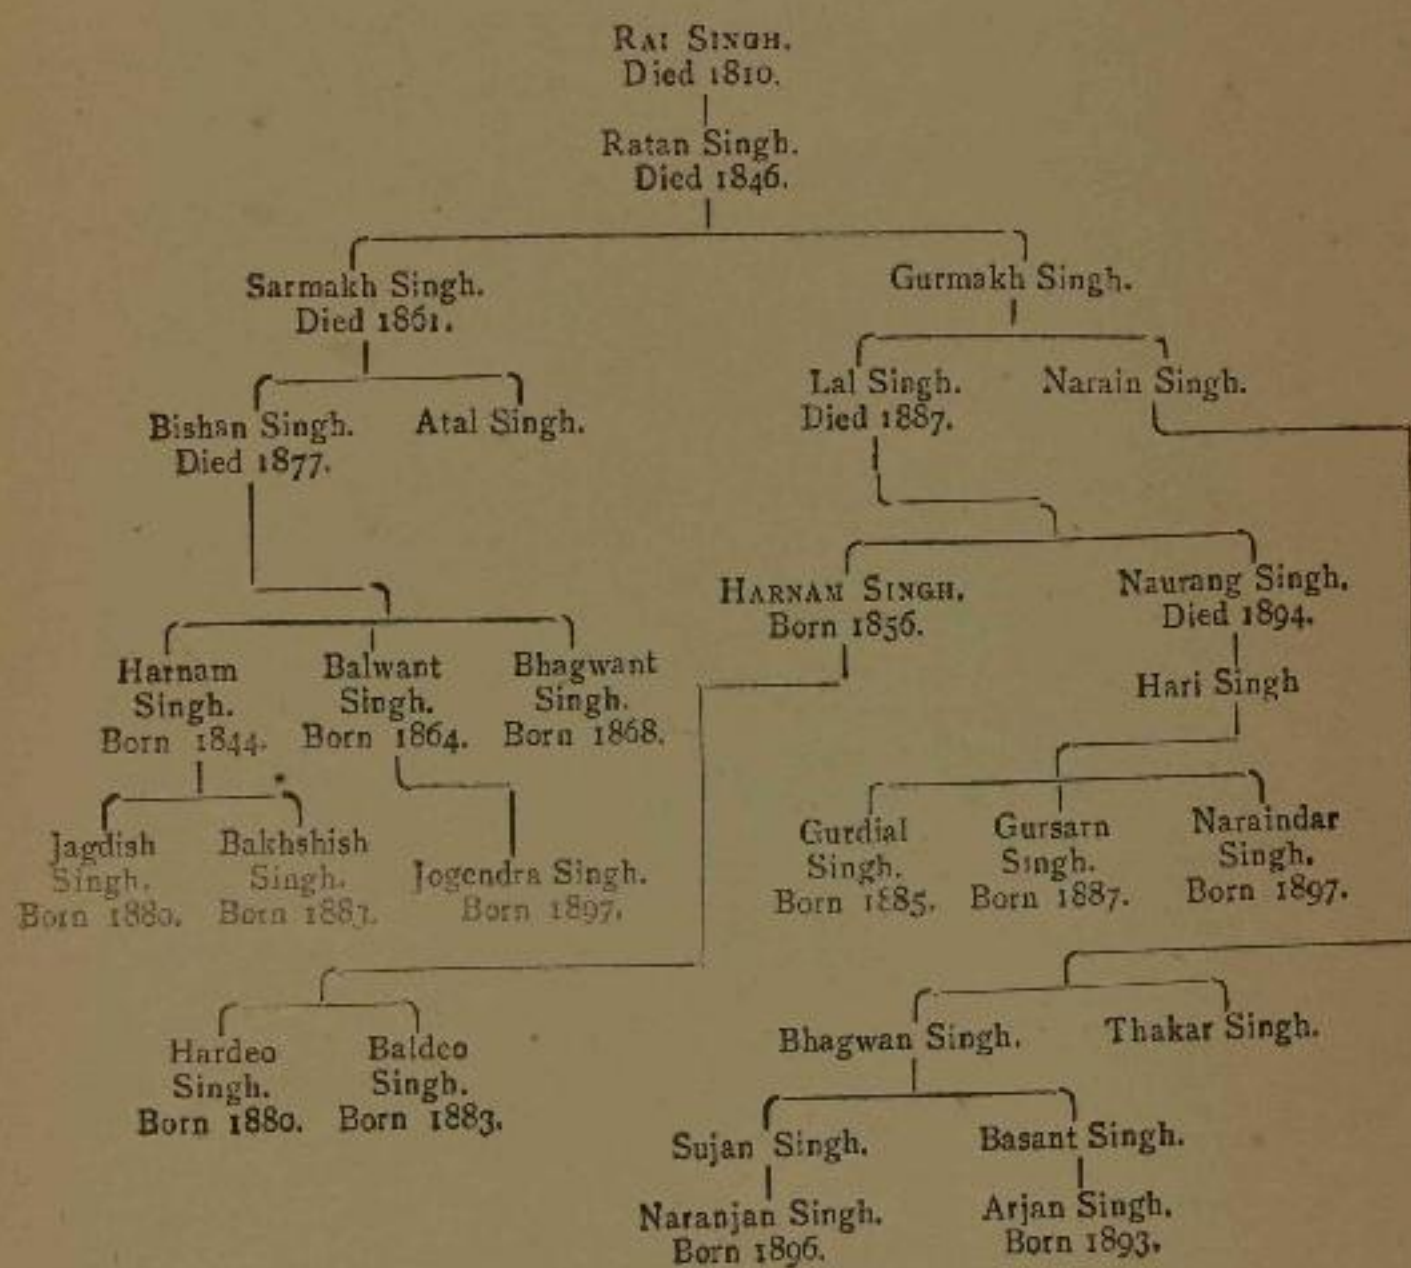 RAI SINGH.
Died 1810.
Ratan Singh.
Died 1846.
Sarmakh Singh.
Died 1861.
Gurmakh Singh.
Bishan Singh.
Died 1877.
Atal Singh.
Lal Singh.
Died 1887.
Narain Singh.
HARNAM SINGH.
Born 1856.
Naurang Singh.
Died 1894.
Hari Singh
Harnam
Singh.
Born 1844.
Balwant
Singh.
Born 1864.
Bhagwant
Singh.
Born 1868.
Jagdish
Singh.
Born 1880.
Bakhshish
Singh.
Born 1883.
Jogendra Singh.
Born 1897.
Gurdial
Singh.
Born 1885.
Gursarn
Singh.
Born 1887.
Naraindar
Singh.
Born 1897.
Hardeo
Singh.
Born 1880.
Baldeo
Singh.
Born 1883.
Bhagwan Singh.
Thakar Singh.
Sujan Singh.
Basant Singh.
Naranjan Singh.
Born 1896.
Arjan Singh.
Born 1893.